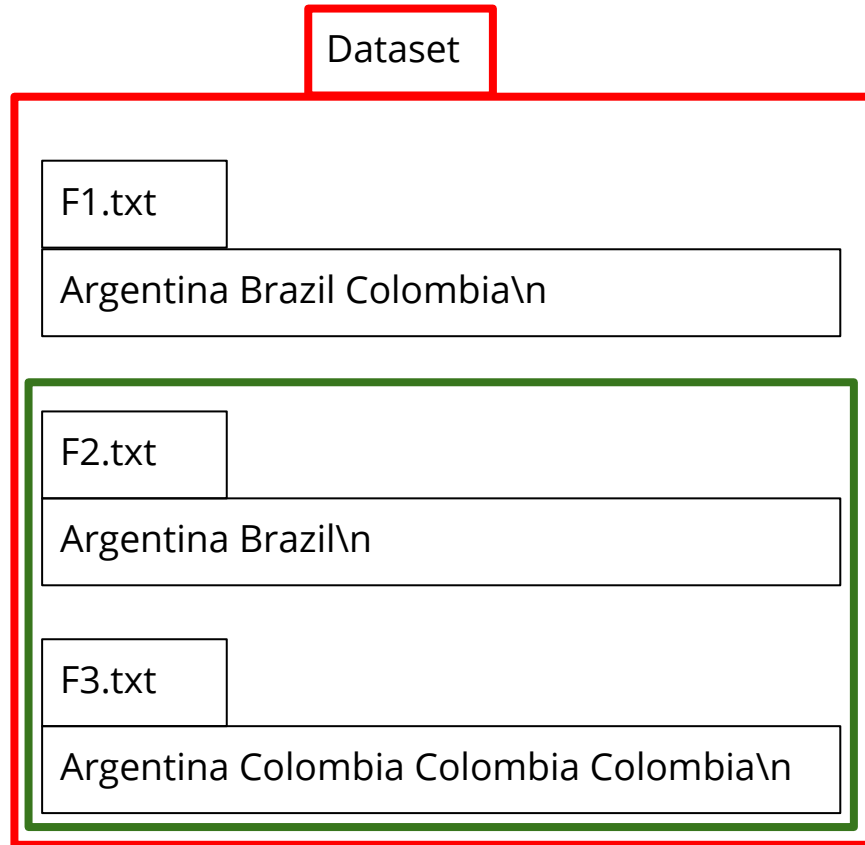 Dataset
F1.txt
Argentina Brazil Colombia\n
F2.txt
Argentina Brazil\n
F3.txt
Argentina Colombia Colombia Colombia\n